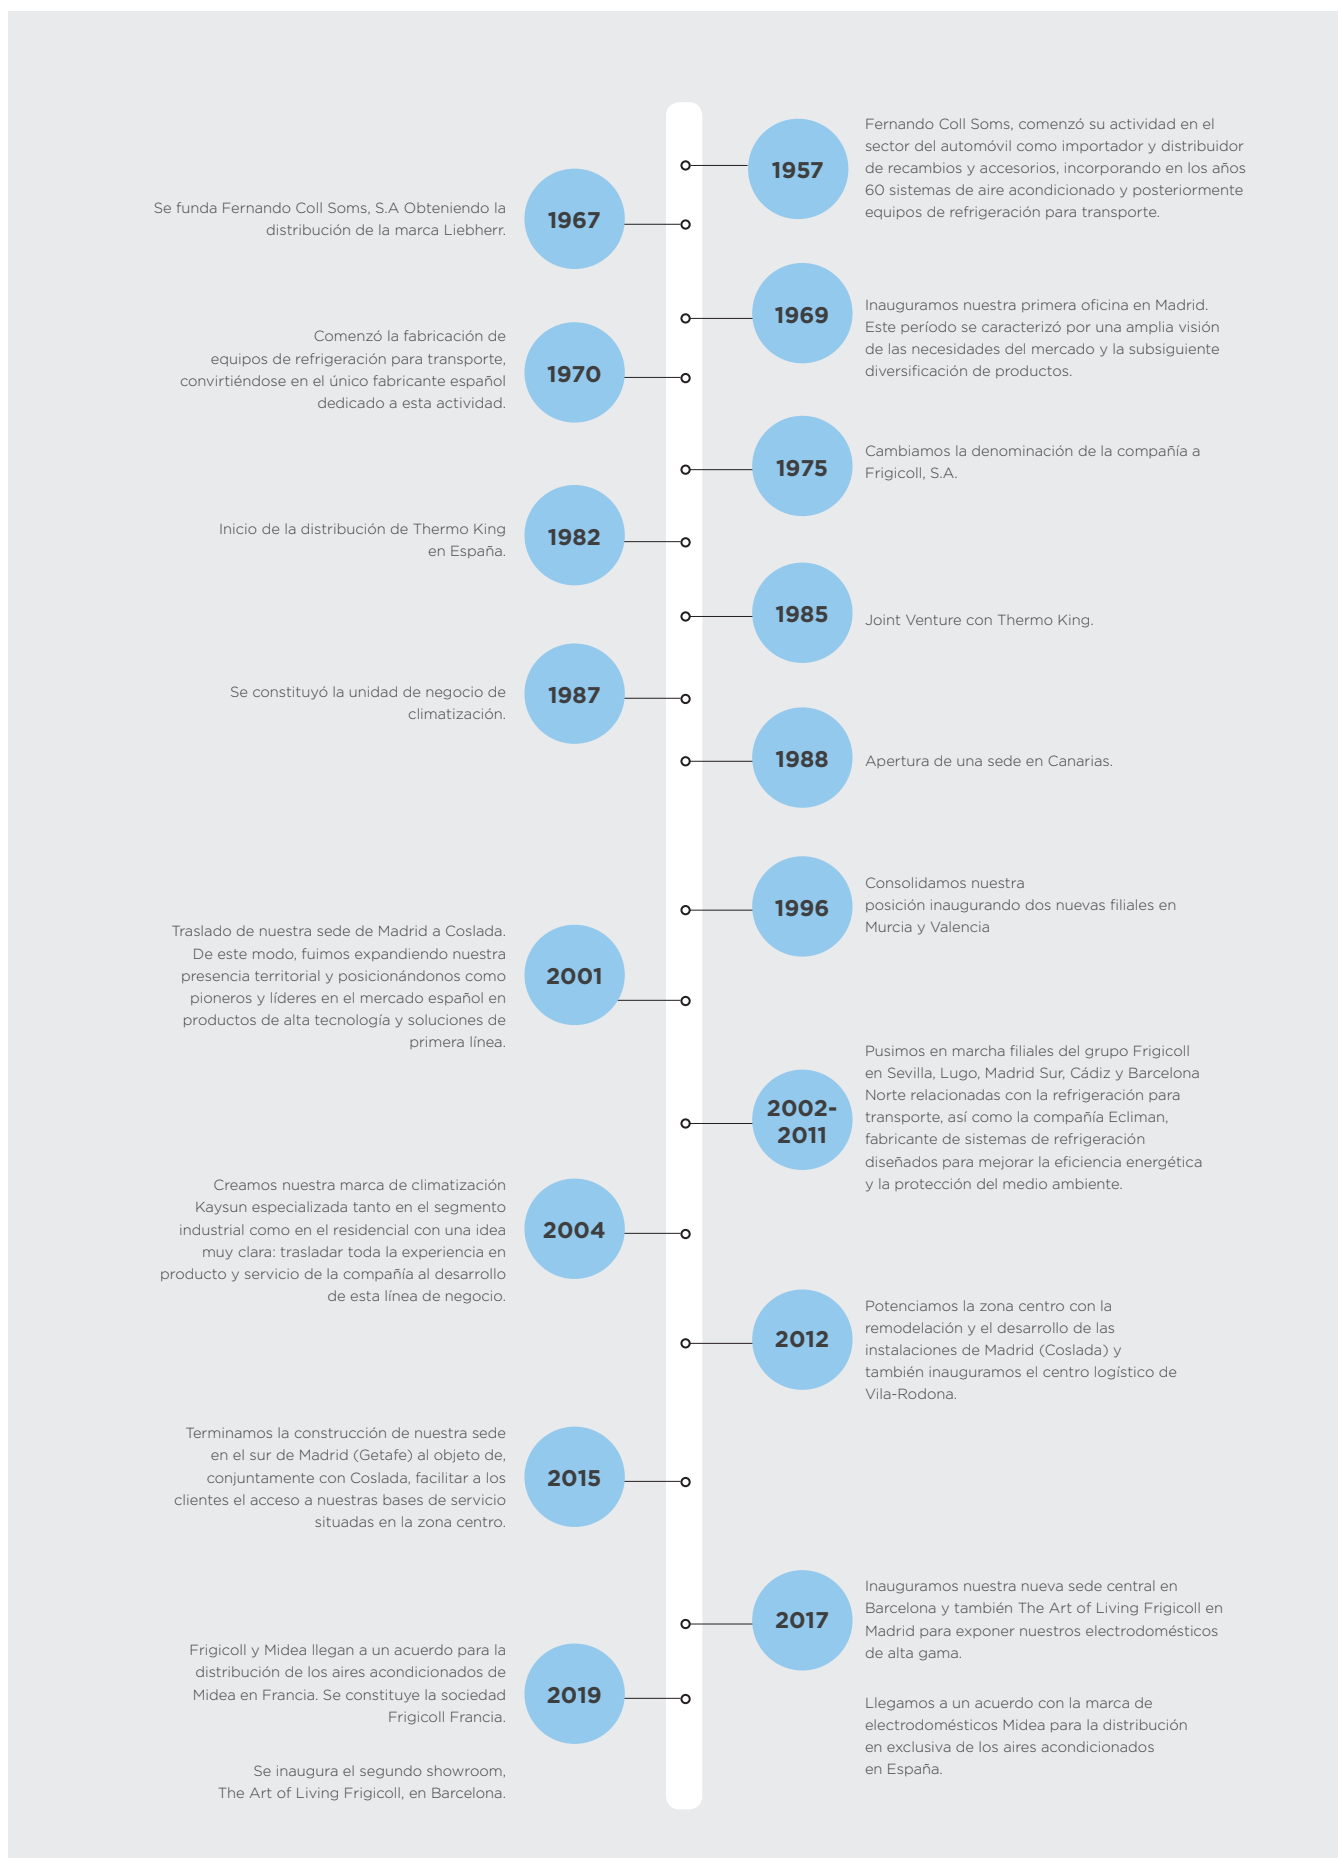 1957
Fernando Coll Soms, comenzó su actividad en el
sector del automóvil como importador y distribuidor
de recambios y accesorios, incorporando en los años
60 sistemas de aire acondicionado y posteriormente
equipos de refrigeración para transporte.
1967
Se funda Fernando Coll Soms, S.A Obteniendo la
distribución de la marca Liebherr.
1969
Inauguramos nuestra primera oficina en Madrid.
Este período se caracterizó por una amplia visión
de las necesidades del mercado y la subsiguiente
diversificación de productos.
1970
Comenzó la fabricación de
equipos de refrigeración para transporte,
convirtiéndose en el único fabricante español
dedicado a esta actividad.
1975
Cambiamos la denominación de la compañía a
Frigicoll, S.A.
1982
Inicio de la distribución de Thermo King
en España.
1985
Joint Venture con Thermo King.
1987
Se constituyó la unidad de negocio de
climatización.
1988
Apertura de una sede en Canarias.
1996
Consolidamos nuestra
posición inaugurando dos nuevas filiales en
Murcia y Valencia
2001
Traslado de nuestra sede de Madrid a Coslada.
De este modo, fuimos expandiendo nuestra
presencia territorial y posicionándonos como
pioneros y líderes en el mercado español en
productos de alta tecnología y soluciones de
primera línea.
2002-
2011
Pusimos en marcha filiales del grupo Frigicoll
en Sevilla, Lugo, Madrid Sur, Cádiz y Barcelona
Norte relacionadas con la refrigeración para
transporte, así como la compañía Ecliman,
fabricante de sistemas de refrigeración
diseñados para mejorar la eficiencia energética
y la protección del medio ambiente.
2004
Creamos nuestra marca de climatización
Kaysun especializada tanto en el segmento
industrial como en el residencial con una idea
muy clara: trasladar toda la experiencia en
producto y servicio de la compañía al desarrollo
de esta línea de negocio.
2012
Potenciamos la zona centro con la
remodelación y el desarrollo de las
instalaciones de Madrid (Coslada) y
también inauguramos el centro logístico de
Vila-Rodona.
2015
Terminamos la construcción de nuestra sede
en el sur de Madrid (Getafe) al objeto de,
conjuntamente con Coslada, facilitar a los
clientes el acceso a nuestras bases de servicio
situadas en la zona centro.
2017
Inauguramos nuestra nueva sede central en
Barcelona y también The Art of Living Frigicoll en
Madrid para exponer nuestros electrodomésticos
de alta gama.
Llegamos a un acuerdo con la marca de
electrodomésticos Midea para la distribución
en exclusiva de los aires acondicionados
en España.
2019
Frigicoll y Midea llegan a un acuerdo para la
distribución de los aires acondicionados de
Midea en Francia. Se constituye la sociedad
Frigicoll Francia.
Se inaugura el segundo showroom,
The Art of Living Frigicoll, en Barcelona.